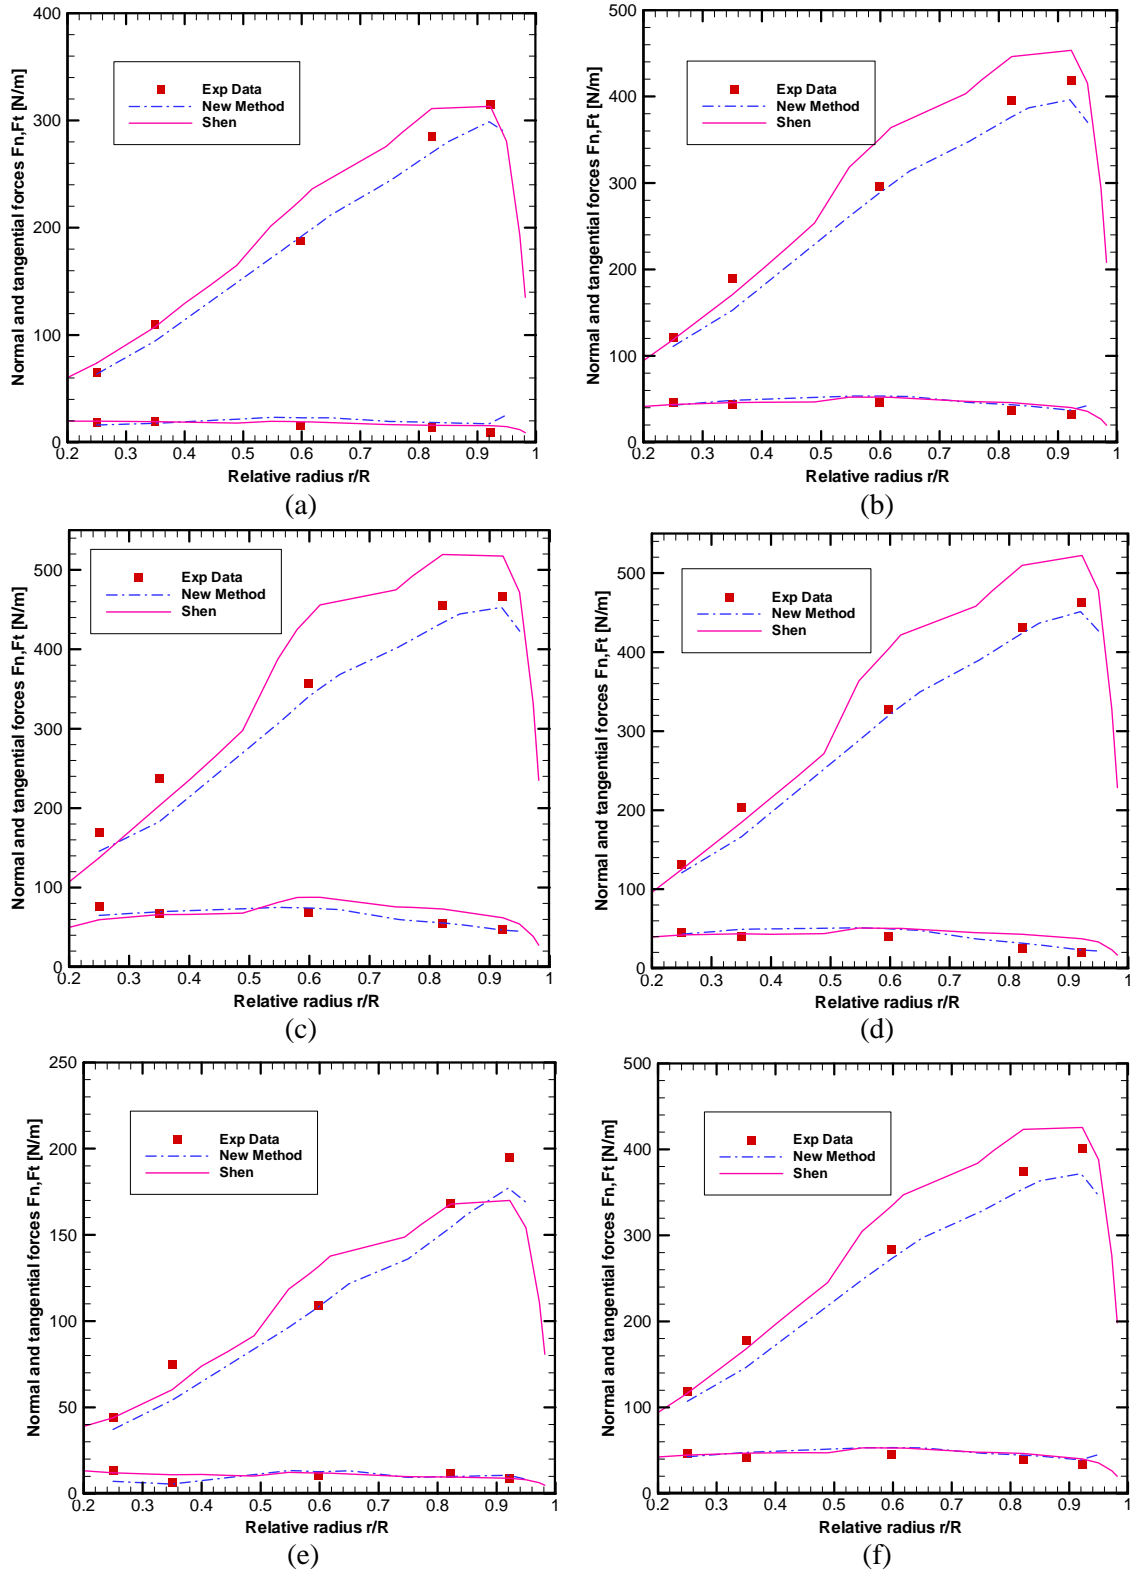 400
300
200
100
0
Normal and tangential forces Fn,Ft [N/m]
Exp Data
New Method
Shen
0.2 0.3 0.4 0.5 0.6 0.7 0.8 0.9 1
Relative radius r/R
(a)
500
400
300
200
100
0
Normal and tangential forces Fn,Ft [N/m]
Exp Data
New Method
Shen
0.2 0.3 0.4 0.5 0.6 0.7 0.8 0.9 1
Relative radius r/R
(b)
500
400
300
200
100
0
Normal and tangential forces Fn,Ft [N/m]
Exp Data
New Method
Shen
0.2 0.3 0.4 0.5 0.6 0.7 0.8 0.9 1
Relative radius r/R
(c)
500
400
300
200
100
0
Normal and tangential forces Fn,Ft [N/m]
Exp Data
New Method
Shen
0.2 0.3 0.4 0.5 0.6 0.7 0.8 0.9 1
Relative radius r/R
(d)
250
200
150
100
50
0
Normal and tangential forces Fn,Ft [N/m]
Exp Data
New Method
Shen
0.2 0.3 0.4 0.5 0.6 0.7 0.8 0.9 1
Relative radius r/R
(e)
500
400
300
200
100
0
Normal and tangential forces Fn,Ft [N/m]
Exp Data
New Method
Shen
0.2 0.3 0.4 0.5 0.6 0.7 0.8 0.9 1
Relative radius r/R
(f)